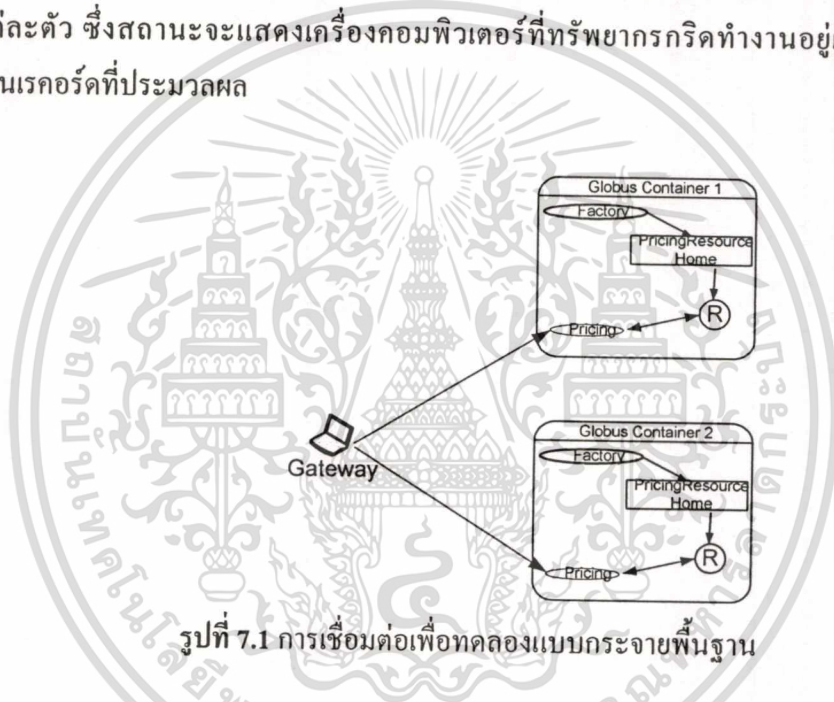 ซึ่งสถานะจะแสดงเครื่องคอมพิวเตอร์ที่ทรัพยากรกริดทำงานอยู่
เรคอร์ดที่ประมวลผล
Globus Container 1
Factory
PricingResource
Home
R
Pricing
Gateway
Globus Container 2
Factory
PricingResource
Home
R
Pricing
รูปที่ 7.1 การเชื่อมต่อเพื่อทดลองแบบกระจายพื้นฐาน